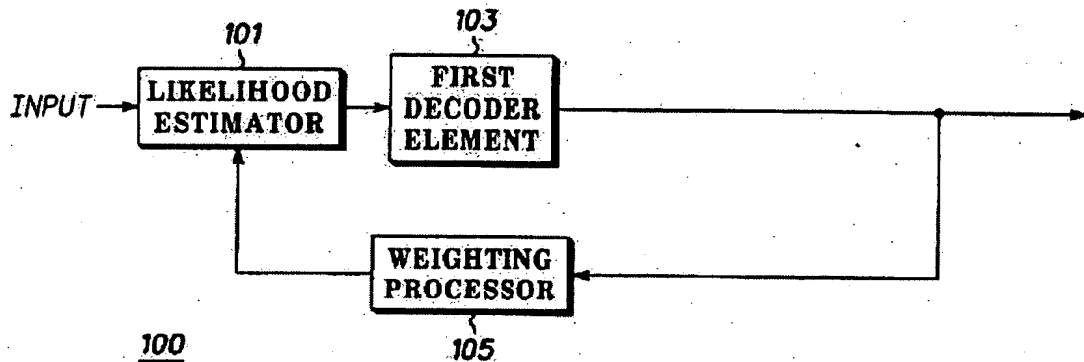 101
103
INPUT
LIKELIHOOD
ESTIMATOR
FIRST
DECODER
ELEMENT
WEIGHTING
PROCESSOR
100
105